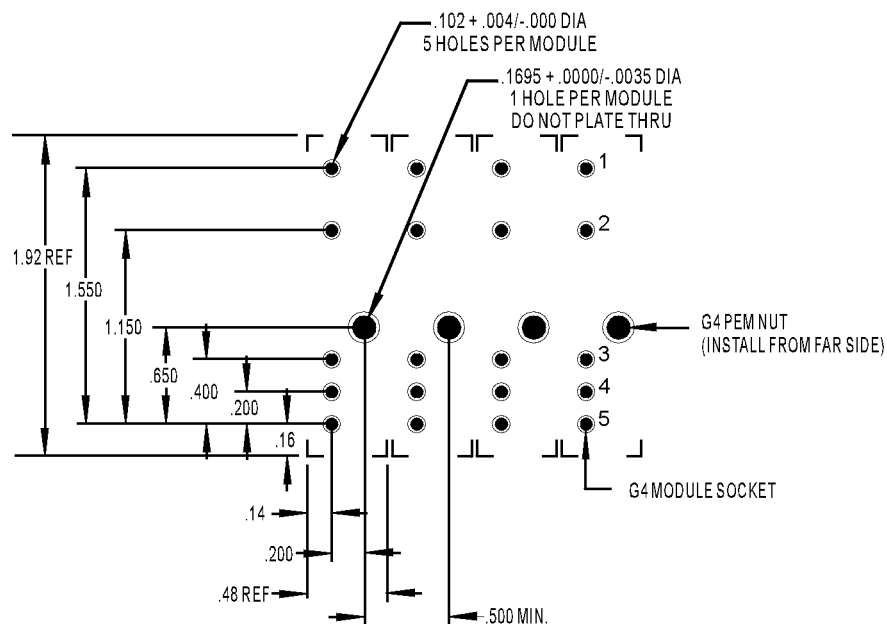 .102 + .004/-.000 DIA
5 HOLES PER MODULE
.1695 + .0000/-.0035 DIA
1 HOLE PER MODULE
DO NOT PLATE THRU
1
2
1.92 REF
1.550
1.150
.650
.400
.200
.16
3
4
5
G4 PEM NUT
(INSTALL FROM FAR SIDE)
G4 MODULE SOCKET
.14
.200
.48 REF
.500 MIN.